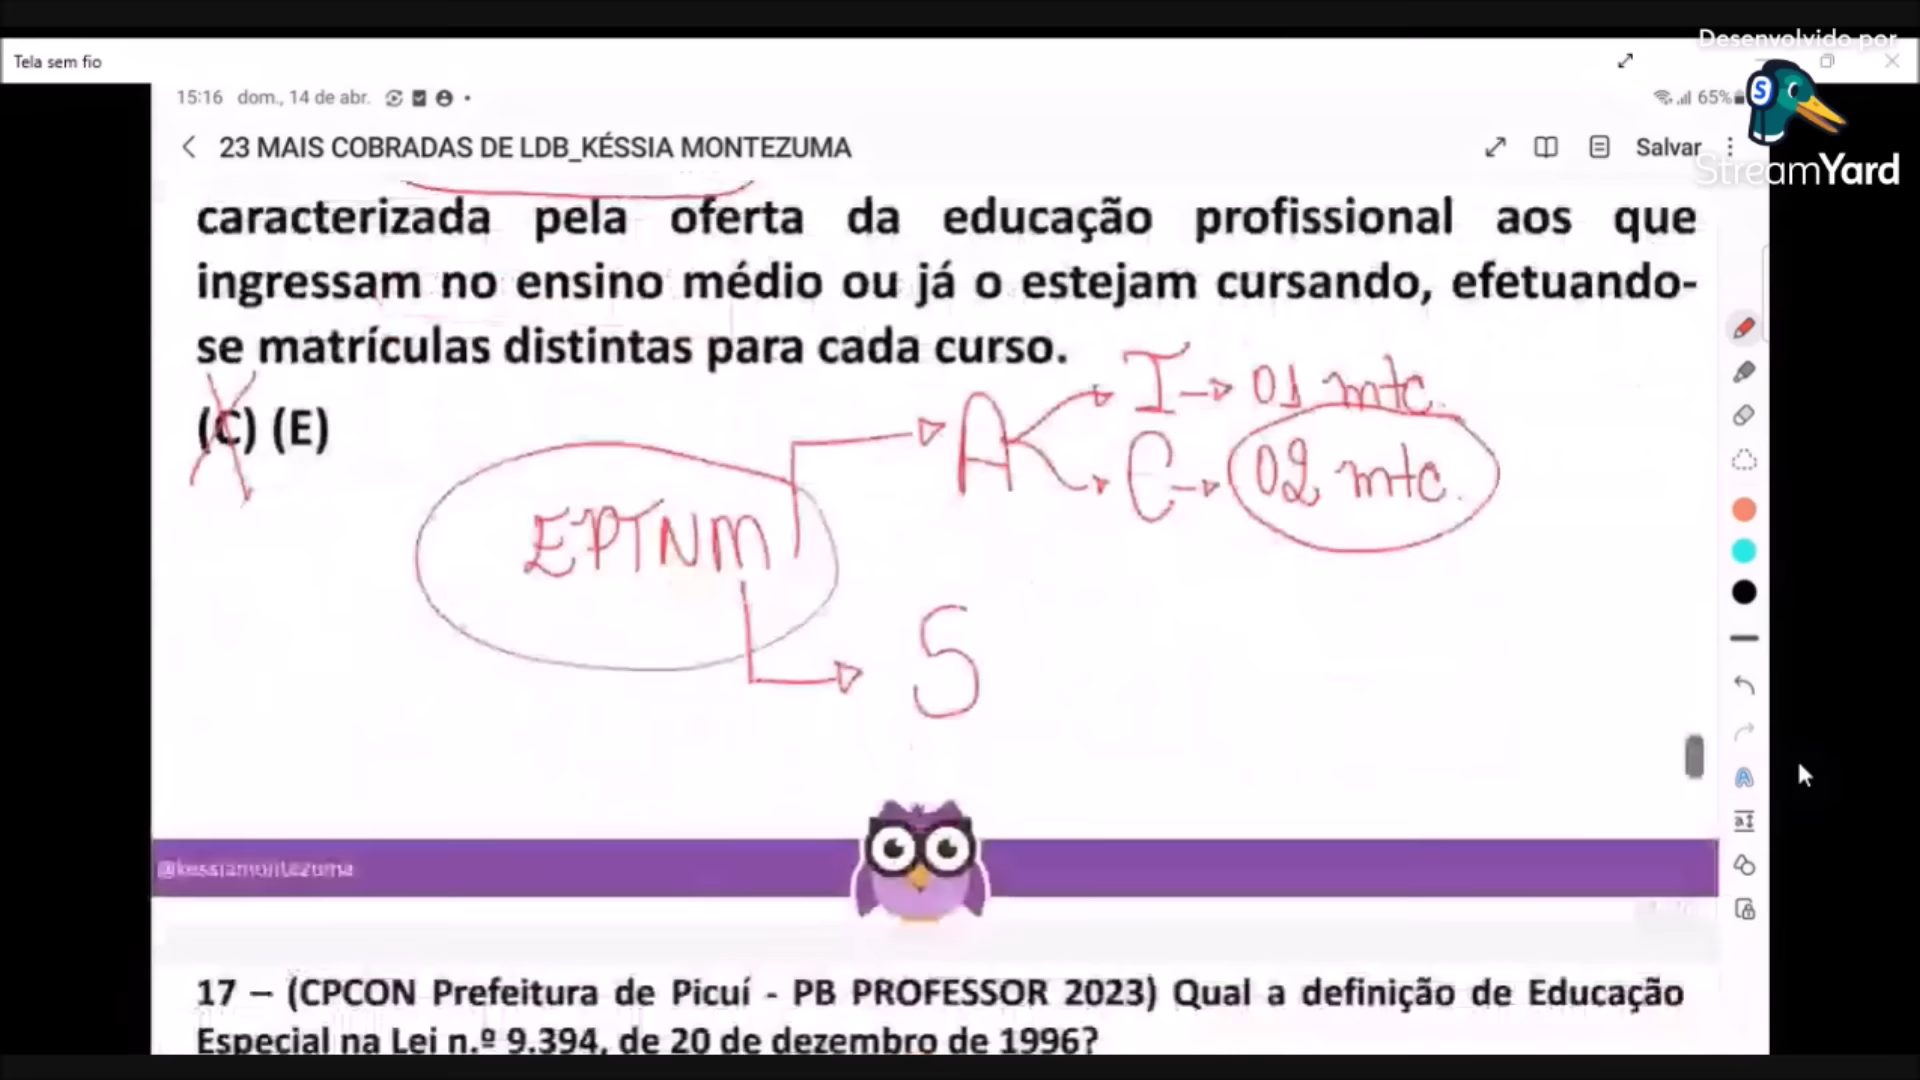 Desenvolvido por
Tela sem fio
15:16 dom., 14 de abr.
65%
23 MAIS COBRADAS DE LDB_KÉSSIA MONTEZUMA
Salvar
StreamYard
caracterizada pela oferta da educação profissional aos que
ingressam no ensino médio ou já o estejam cursando, efetuando-
se matrículas distintas para cada curso.
I → 01 mtc.
(C) (E)
A
C → 02 mtc.
EPTNM
S
@kessiamontezuma
17 – (CPCON Prefeitura de Picuí - PB PROFESSOR 2023) Qual a definição de Educação
Especial na Lei n.º 9.394, de 20 de dezembro de 1996?